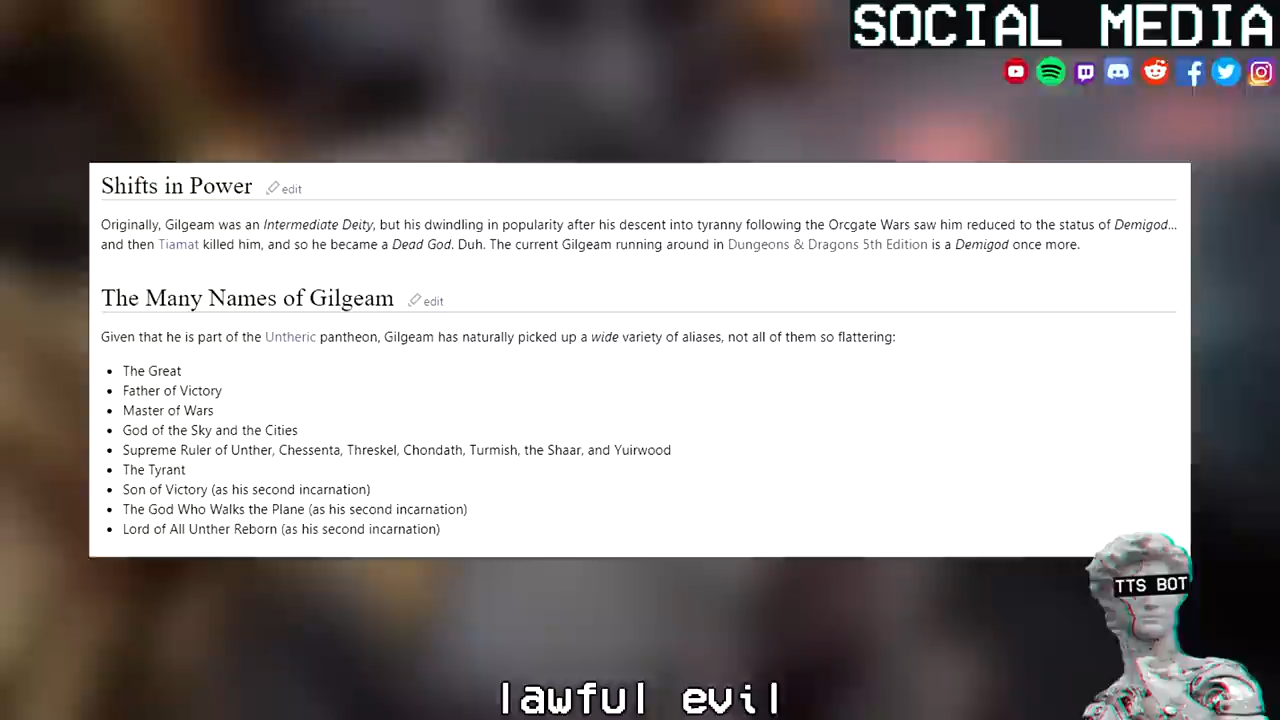 SOCIAL MEDIA
Shifts in Power edit
Originally, Gilgeam was an Intermediate Deity, but his dwindling in popularity after his descent into tyranny following the Orcgate Wars saw him reduced to the status of Demigod...
and then Tiamat killed him, and so he became a Dead God. Duh. The current Gilgeam running around in Dungeons & Dragons 5th Edition is a Demigod once more.
The Many Names of Gilgeam edit
Given that he is part of the Untheric pantheon, Gilgeam has naturally picked up a wide variety of aliases, not all of them so flattering:
• The Great
• Father of Victory
• Master of Wars
• God of the Sky and the Cities
• Supreme Ruler of Unther, Chessenta, Threskel, Chondath, Turmish, the Shaar, and Yuirwood
• The Tyrant
• Son of Victory (as his second incarnation)
• The God Who Walks the Plane (as his second incarnation)
• Lord of All Unther Reborn (as his second incarnation)
TTS BOT
lawful evil